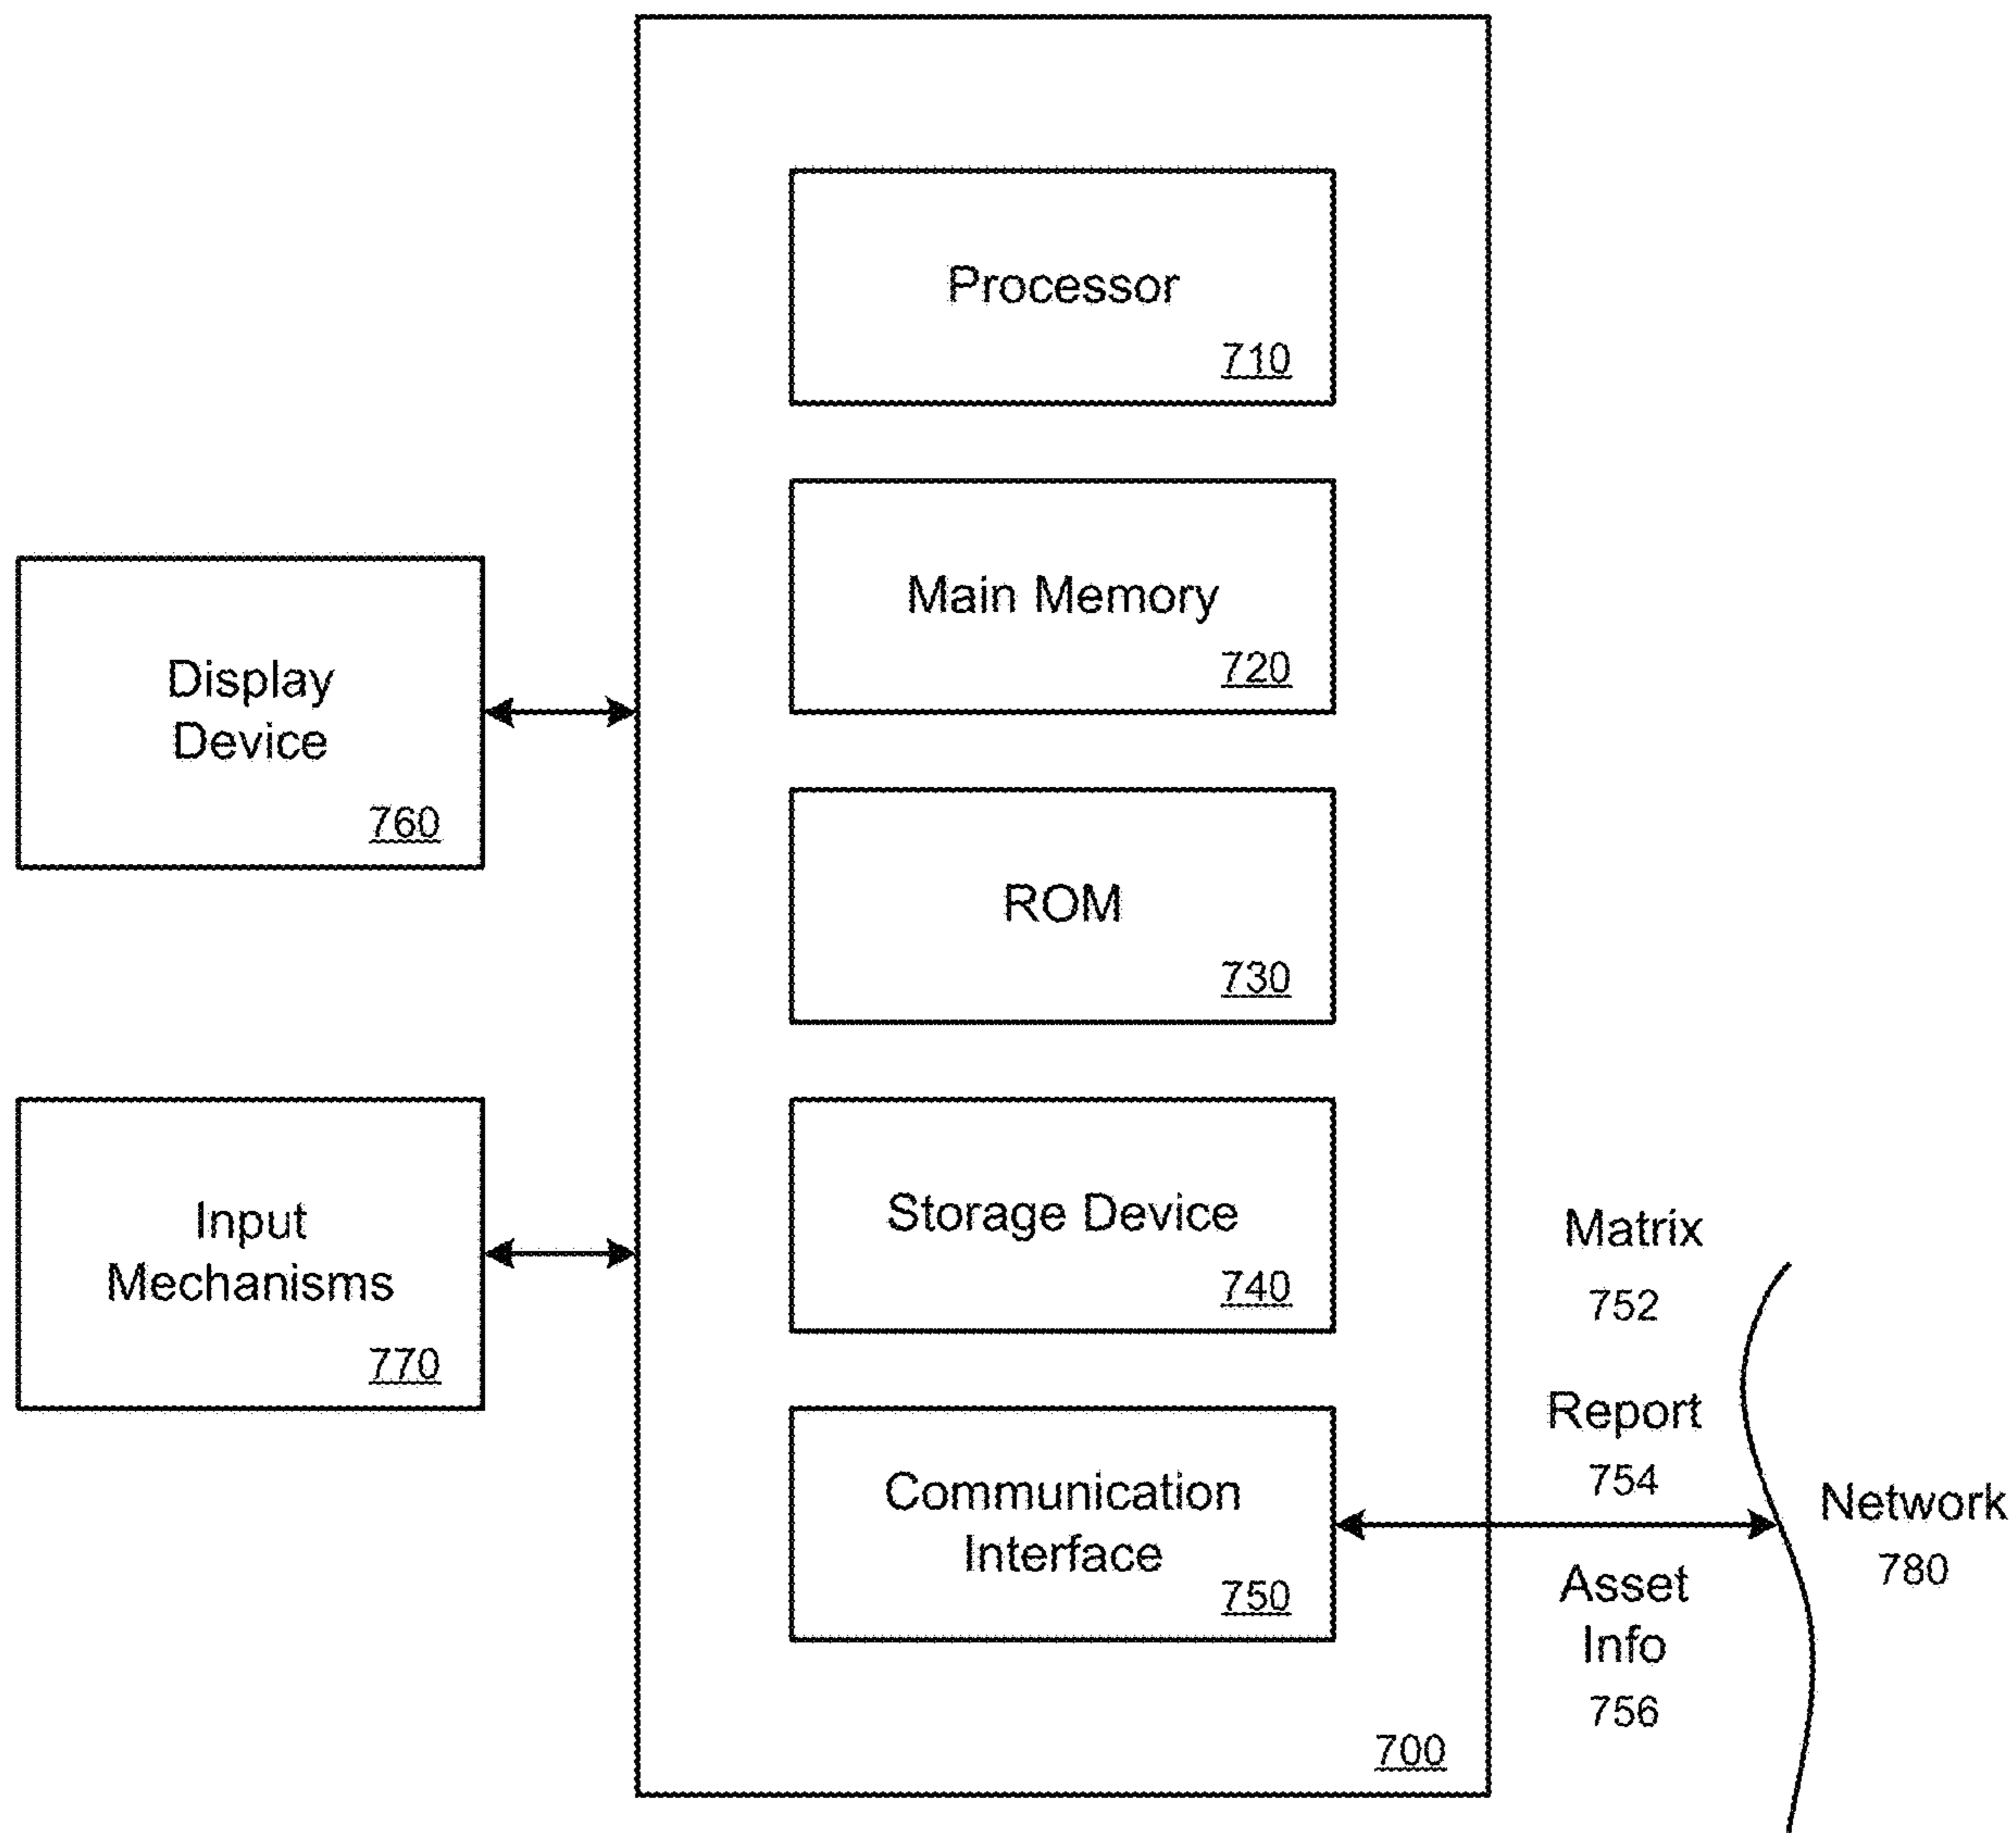 Processor
710
Main Memory
720
Display
Device
760
ROM
730
Input
Mechanisms
770
Storage Device
740
Matrix
752
Report
754
Communication
Interface
750
Network
780
Asset
Info
756
700